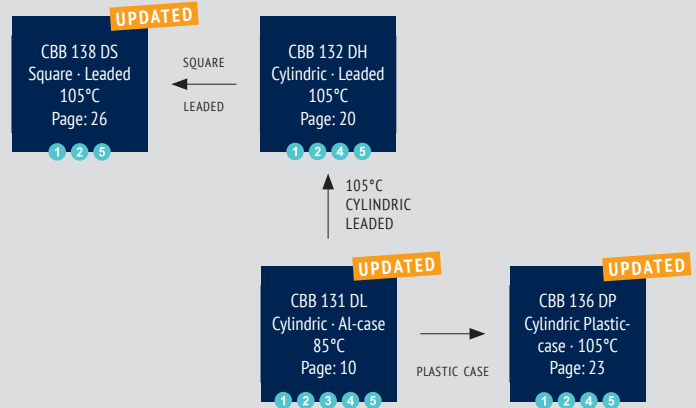 UPDATED
CBB 138 DS
Square · Leaded
105°C
Page: 26
1 2 5
SQUARE
LEADED
CBB 132 DH
Cylindric · Leaded
105°C
Page: 20
1 2 4 5
105°C
CYLINDRIC
LEADED
UPDATED
CBB 131 DL
Cylindric · Al-case
85°C
Page: 10
1 2 3 4 5
PLASTIC CASE
UPDATED
CBB 136 DP
Cylindric Plastic-
case · 105°C
Page: 23
1 2 4 5